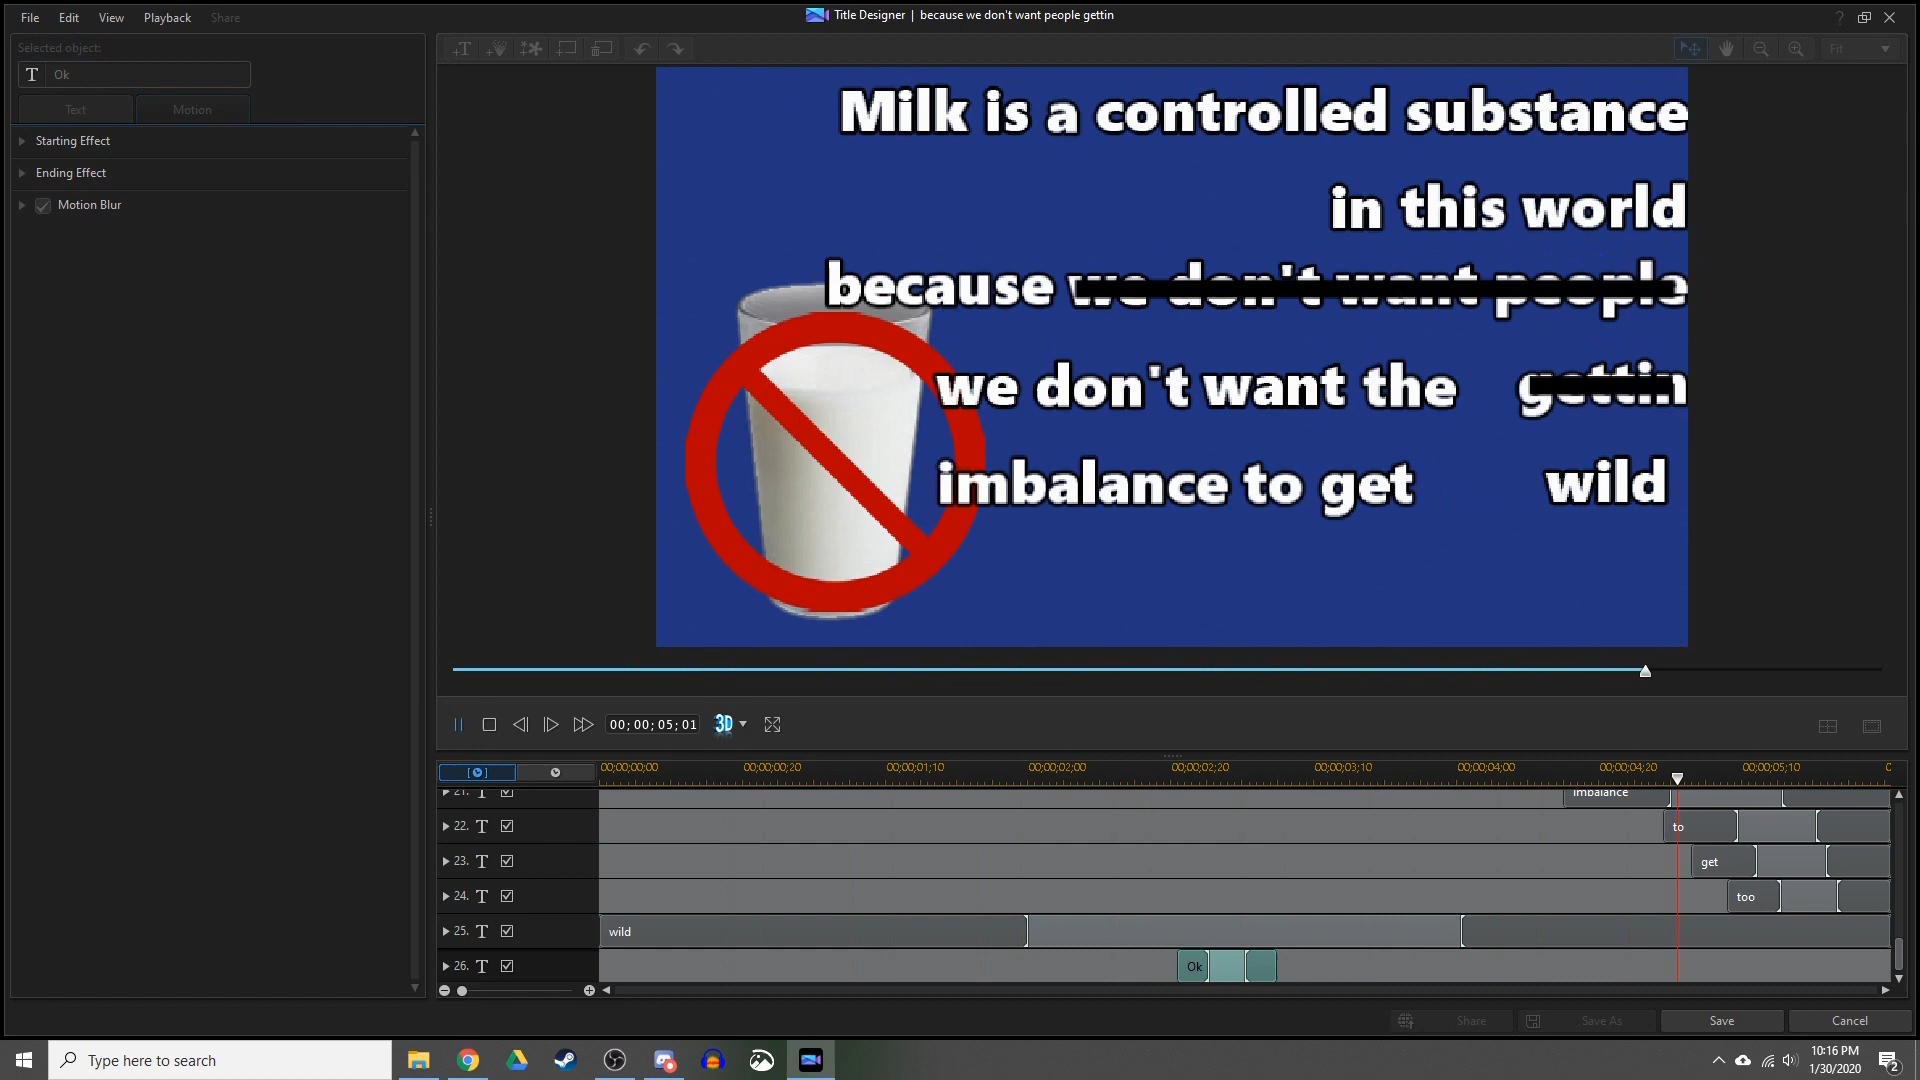 File Edit View Playback Share
Title Designer | because we don't want people gettin
?
Selected object:
T Ok
Text Motion
Starting Effect
Ending Effect
Motion Blur
Fit
Milk is a controlled substance
in this world
because we don't want people
we don't want the gettin
imbalance to get wild
00;00;05;01 3D
00;00;00;00 00;00;00;20 00;00;01;10 00;00;02;00 00;00;02;20 00;00;03;10 00;00;04;00 00;00;04;20 00;00;05;10
21. T imbalance
22. T to
23. T get
24. T too
25. T wild
26. T Ok
Share Save As Save Cancel
Type here to search
10:16 PM
1/30/2020
2